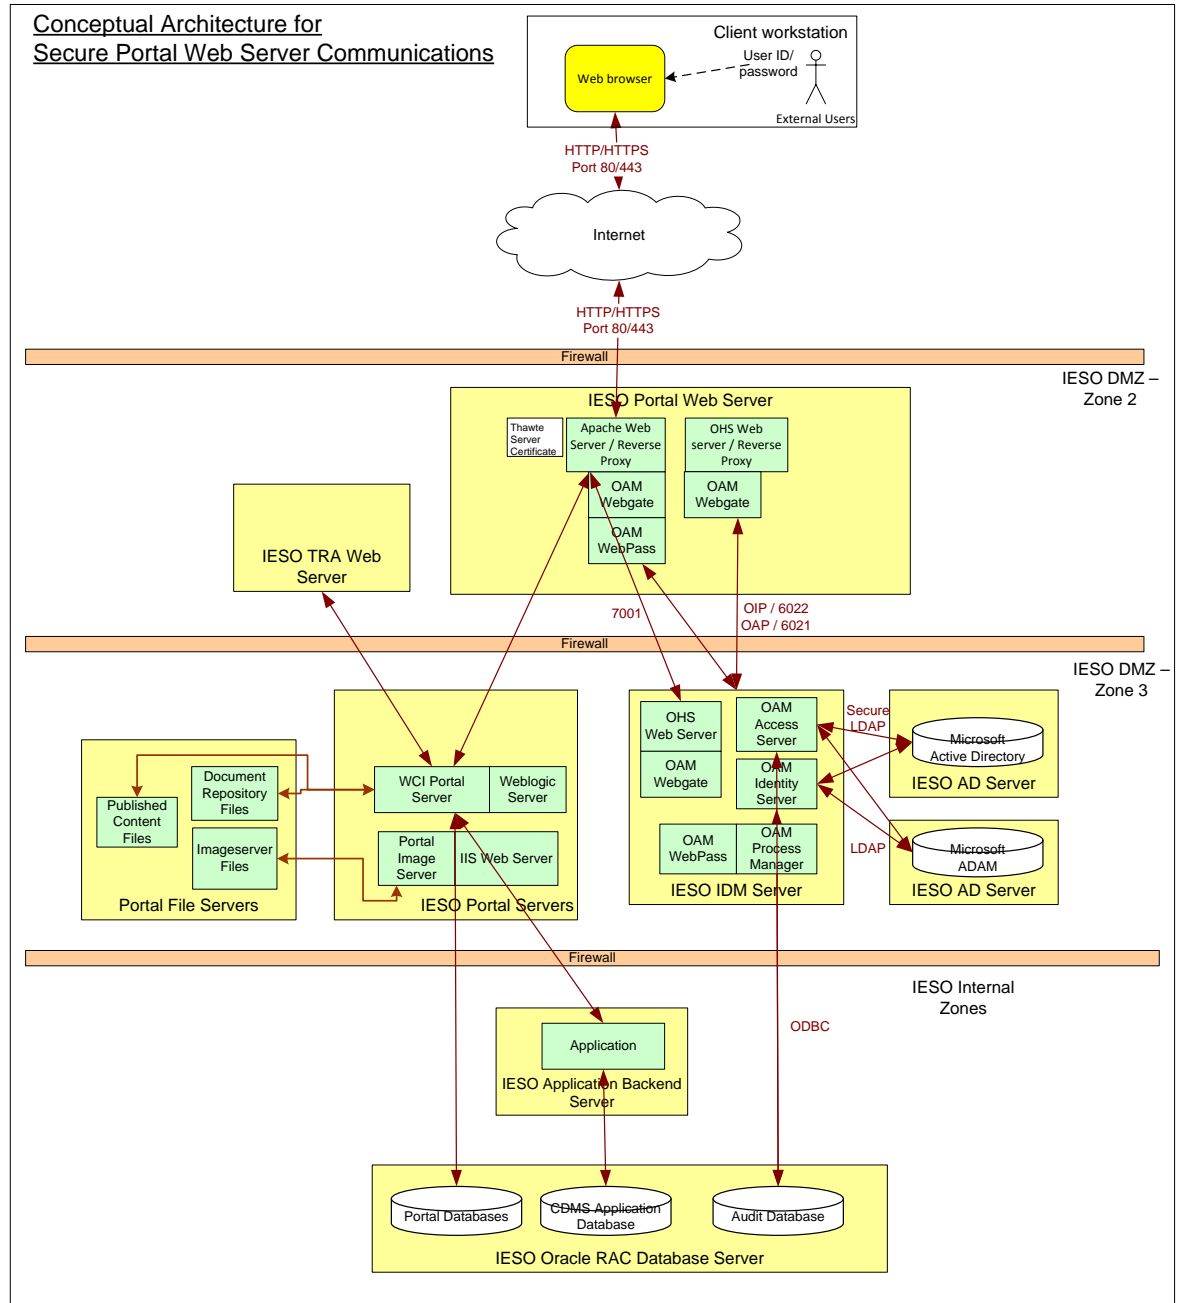 Conceptual Architecture for
Secure Portal Web Server Communications
Client workstation
Web browser
User ID/
password
External Users
HTTP/HTTPS
Port 80/443
Internet
HTTP/HTTPS
Port 80/443
Firewall
IESO DMZ –
Zone 2
IESO Portal Web Server
Thawte
Server
Certificate
Apache Web
Server / Reverse
Proxy
OAM
Webgate
OAM
WebPass
OHS Web
server / Reverse
Proxy
OAM
Webgate
IESO TRA Web
Server
7001
OIP / 6022
OAP / 6021
Firewall
IESO DMZ –
Zone 3
Published
Content
Files
Document
Repository
Files
Imageserver
Files
Portal File Servers
WCI Portal
Server
Weblogic
Server
Portal
Image
Server
IIS Web Server
IESO Portal Servers
OHS
Web Server
OAM
Webgate
OAM
Access
Server
OAM
Identity
Server
OAM
WebPass
OAM
Process
Manager
IESO IDM Server
Secure
LDAP
LDAP
Microsoft
Active Directory
IESO AD Server
Microsoft
ADAM
IESO AD Server
Firewall
IESO Internal
Zones
Application
IESO Application Backend
Server
ODBC
Portal Databases
CDMS Application
Database
Audit Database
IESO Oracle RAC Database Server